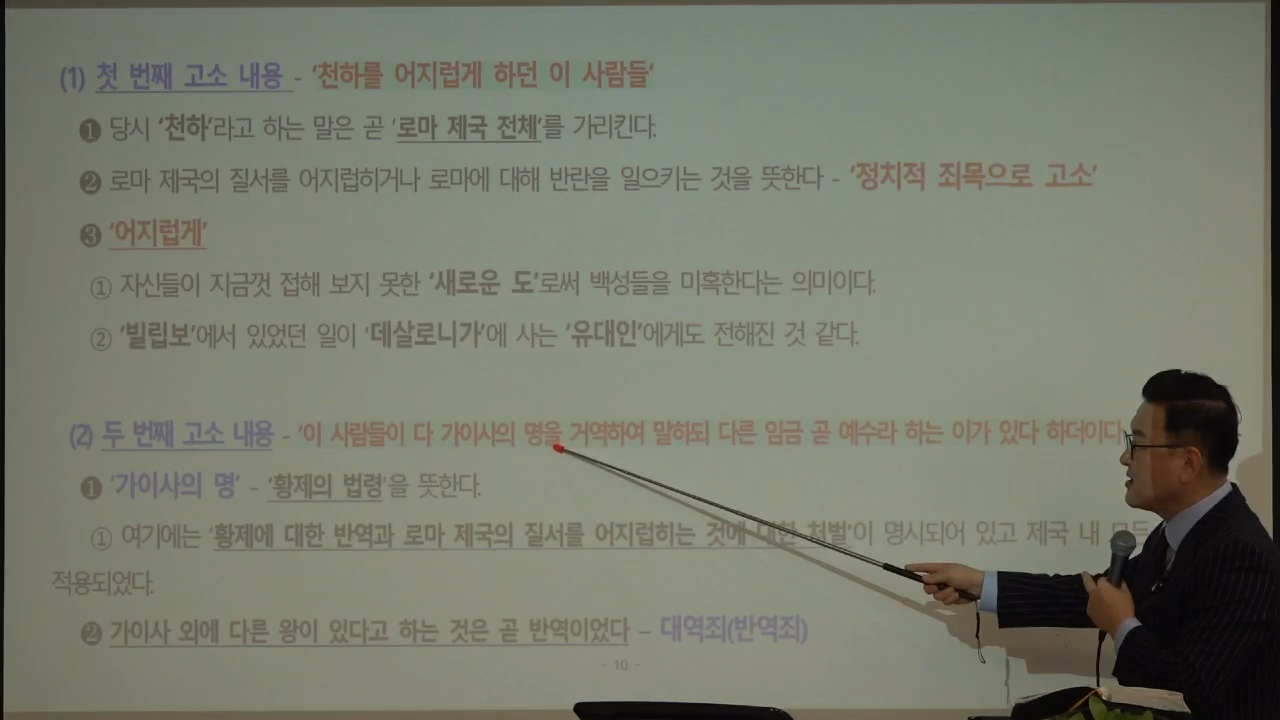 (1) 첫 번째 고소 내용 - ‘천하를 어지럽게 하던 이 사람들’
❶ 당시 ‘천하’라고 하는 말은 곧 ‘로마 제국 전체’를 가리킨다.
❷ 로마 제국의 질서를 어지럽히거나 로마에 대해 반란을 일으키는 것을 뜻한다 - ‘정치적 죄목으로 고소’
❸ ‘어지럽게’
① 자신들이 지금껏 접해 보지 못한 ‘새로운 도’로써 백성들을 미혹한다는 의미이다.
② ‘빌립보’에서 있었던 일이 ‘데살로니가’에 사는 ‘유대인’에게도 전해진 것 같다.
(2) 두 번째 고소 내용 - ‘이 사람들이 다 가이사의 명을 거역하여 말하되 다른 임금 곧 예수라 하는 이가 있다 하더이다
❶ ‘가이사의 명’ - ‘황제의 법령’을 뜻한다.
① 여기에는 ‘황제에 대한 반역과 로마 제국의 질서를 어지럽히는 것에 대한 처벌’이 명시되어 있고 제국 내
적용되었다.
❷ 가이사 외에 다른 왕이 있다고 하는 것은 곧 반역이었다 – 대역죄(반역죄)
- 10 -